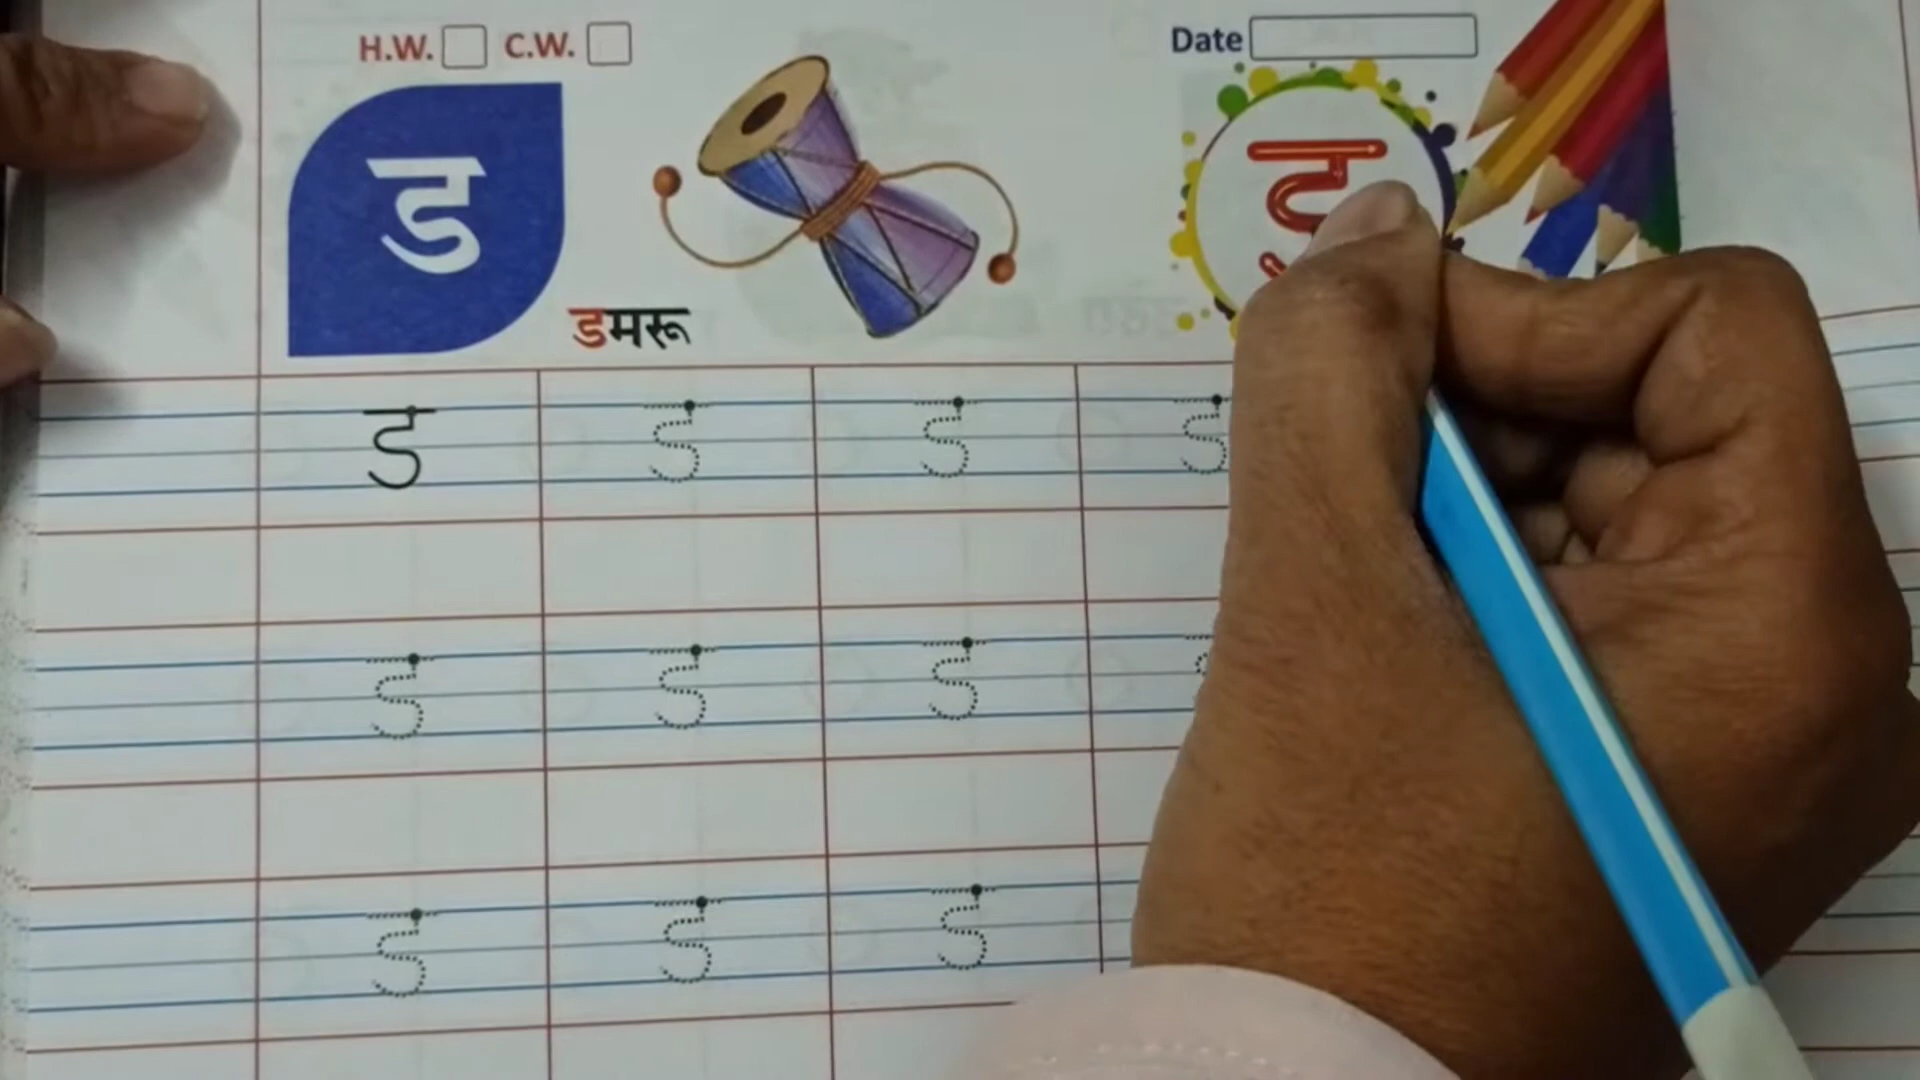 H.W. C.W. Date
ड ड
डमरू
ड ड ड ड
ड ड ड
ड ड ड